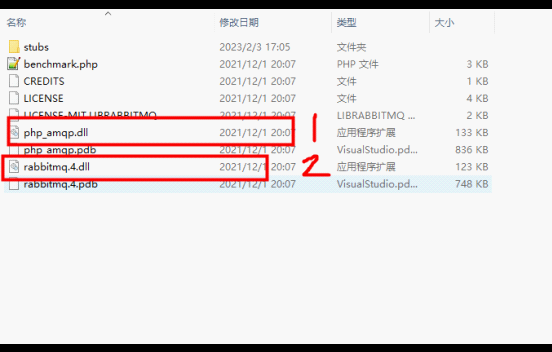 名称 修改日期 类型 大小
stubs 2023/2/3 17:05 文件夹
benchmark.php 2021/12/1 20:07 PHP 文件 3 KB
CREDITS 2021/12/1 20:07 文件 1 KB
LICENSE 2021/12/1 20:07 文件 4 KB
LICENSE-MIT.LIBRABBITMQ 2021/12/1 20:07 LIBRABBITMQ ... 2 KB
php_amqp.dll 2021/12/1 20:07 应用程序扩展 133 KB
1
php_amqp.pdb 2021/12/1 20:07 VisualStudio.pd... 836 KB
rabbitmq.4.dll 2021/12/1 20:07 应用程序扩展 123 KB
2
rabbitmq.4.pdb 2021/12/1 20:07 VisualStudio.pd... 748 KB